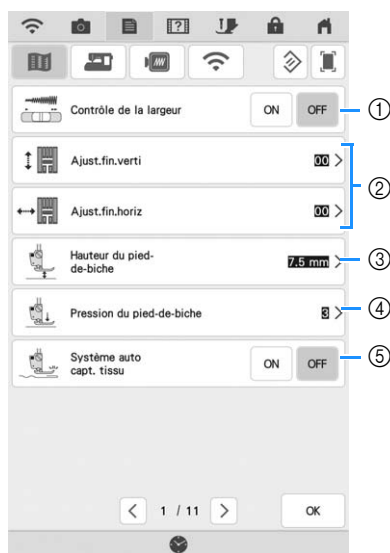 Contrôle de la largeur ON OFF ①
Ajust.fin.verti 00 >
②
Ajust.fin.horiz 00 >
Hauteur du pied-
de-biche 7.5 mm > ③
Pression du pied-de-biche 3 > ④
Système auto
capt. tissu ON OFF ⑤
< 1 / 11 > OK